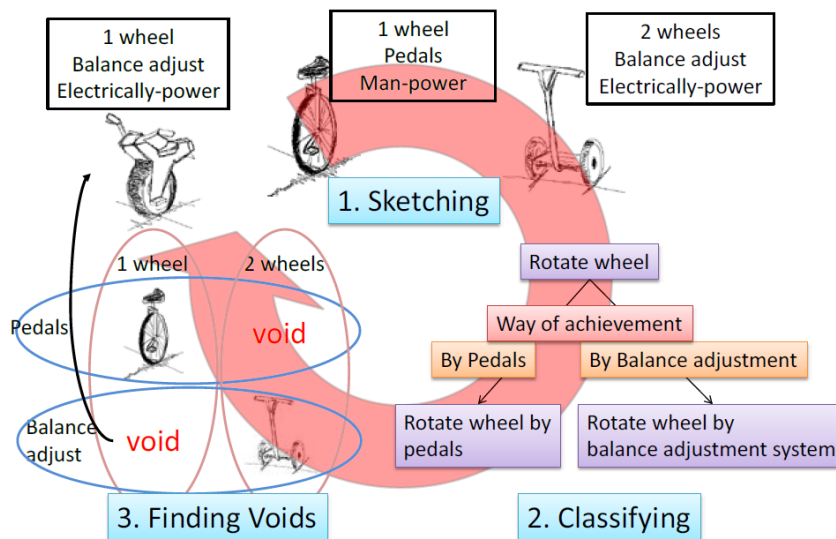 1 wheel
Balance adjust
Electrically-power
1 wheel
Pedals
Man-power
2 wheels
Balance adjust
Electrically-power
1. Sketching
1 wheel
2 wheels
Pedals
void
Balance
adjust
void
3. Finding Voids
Rotate wheel
Way of achievement
By Pedals
By Balance adjustment
Rotate wheel by
pedals
Rotate wheel by
balance adjustment system
2. Classifying